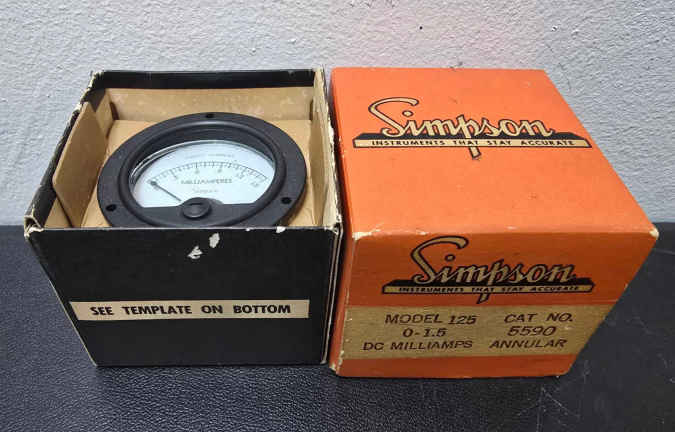 MILLIAMPERES
SEE TEMPLATE ON BOTTOM
Simpson
INSTRUMENTS THAT STAY ACCURATE
Simpson
INSTRUMENTS THAT STAY ACCURATE
MODEL 125 CAT NO.
0-1.5 5590
DC MILLIAMPS ANNULAR